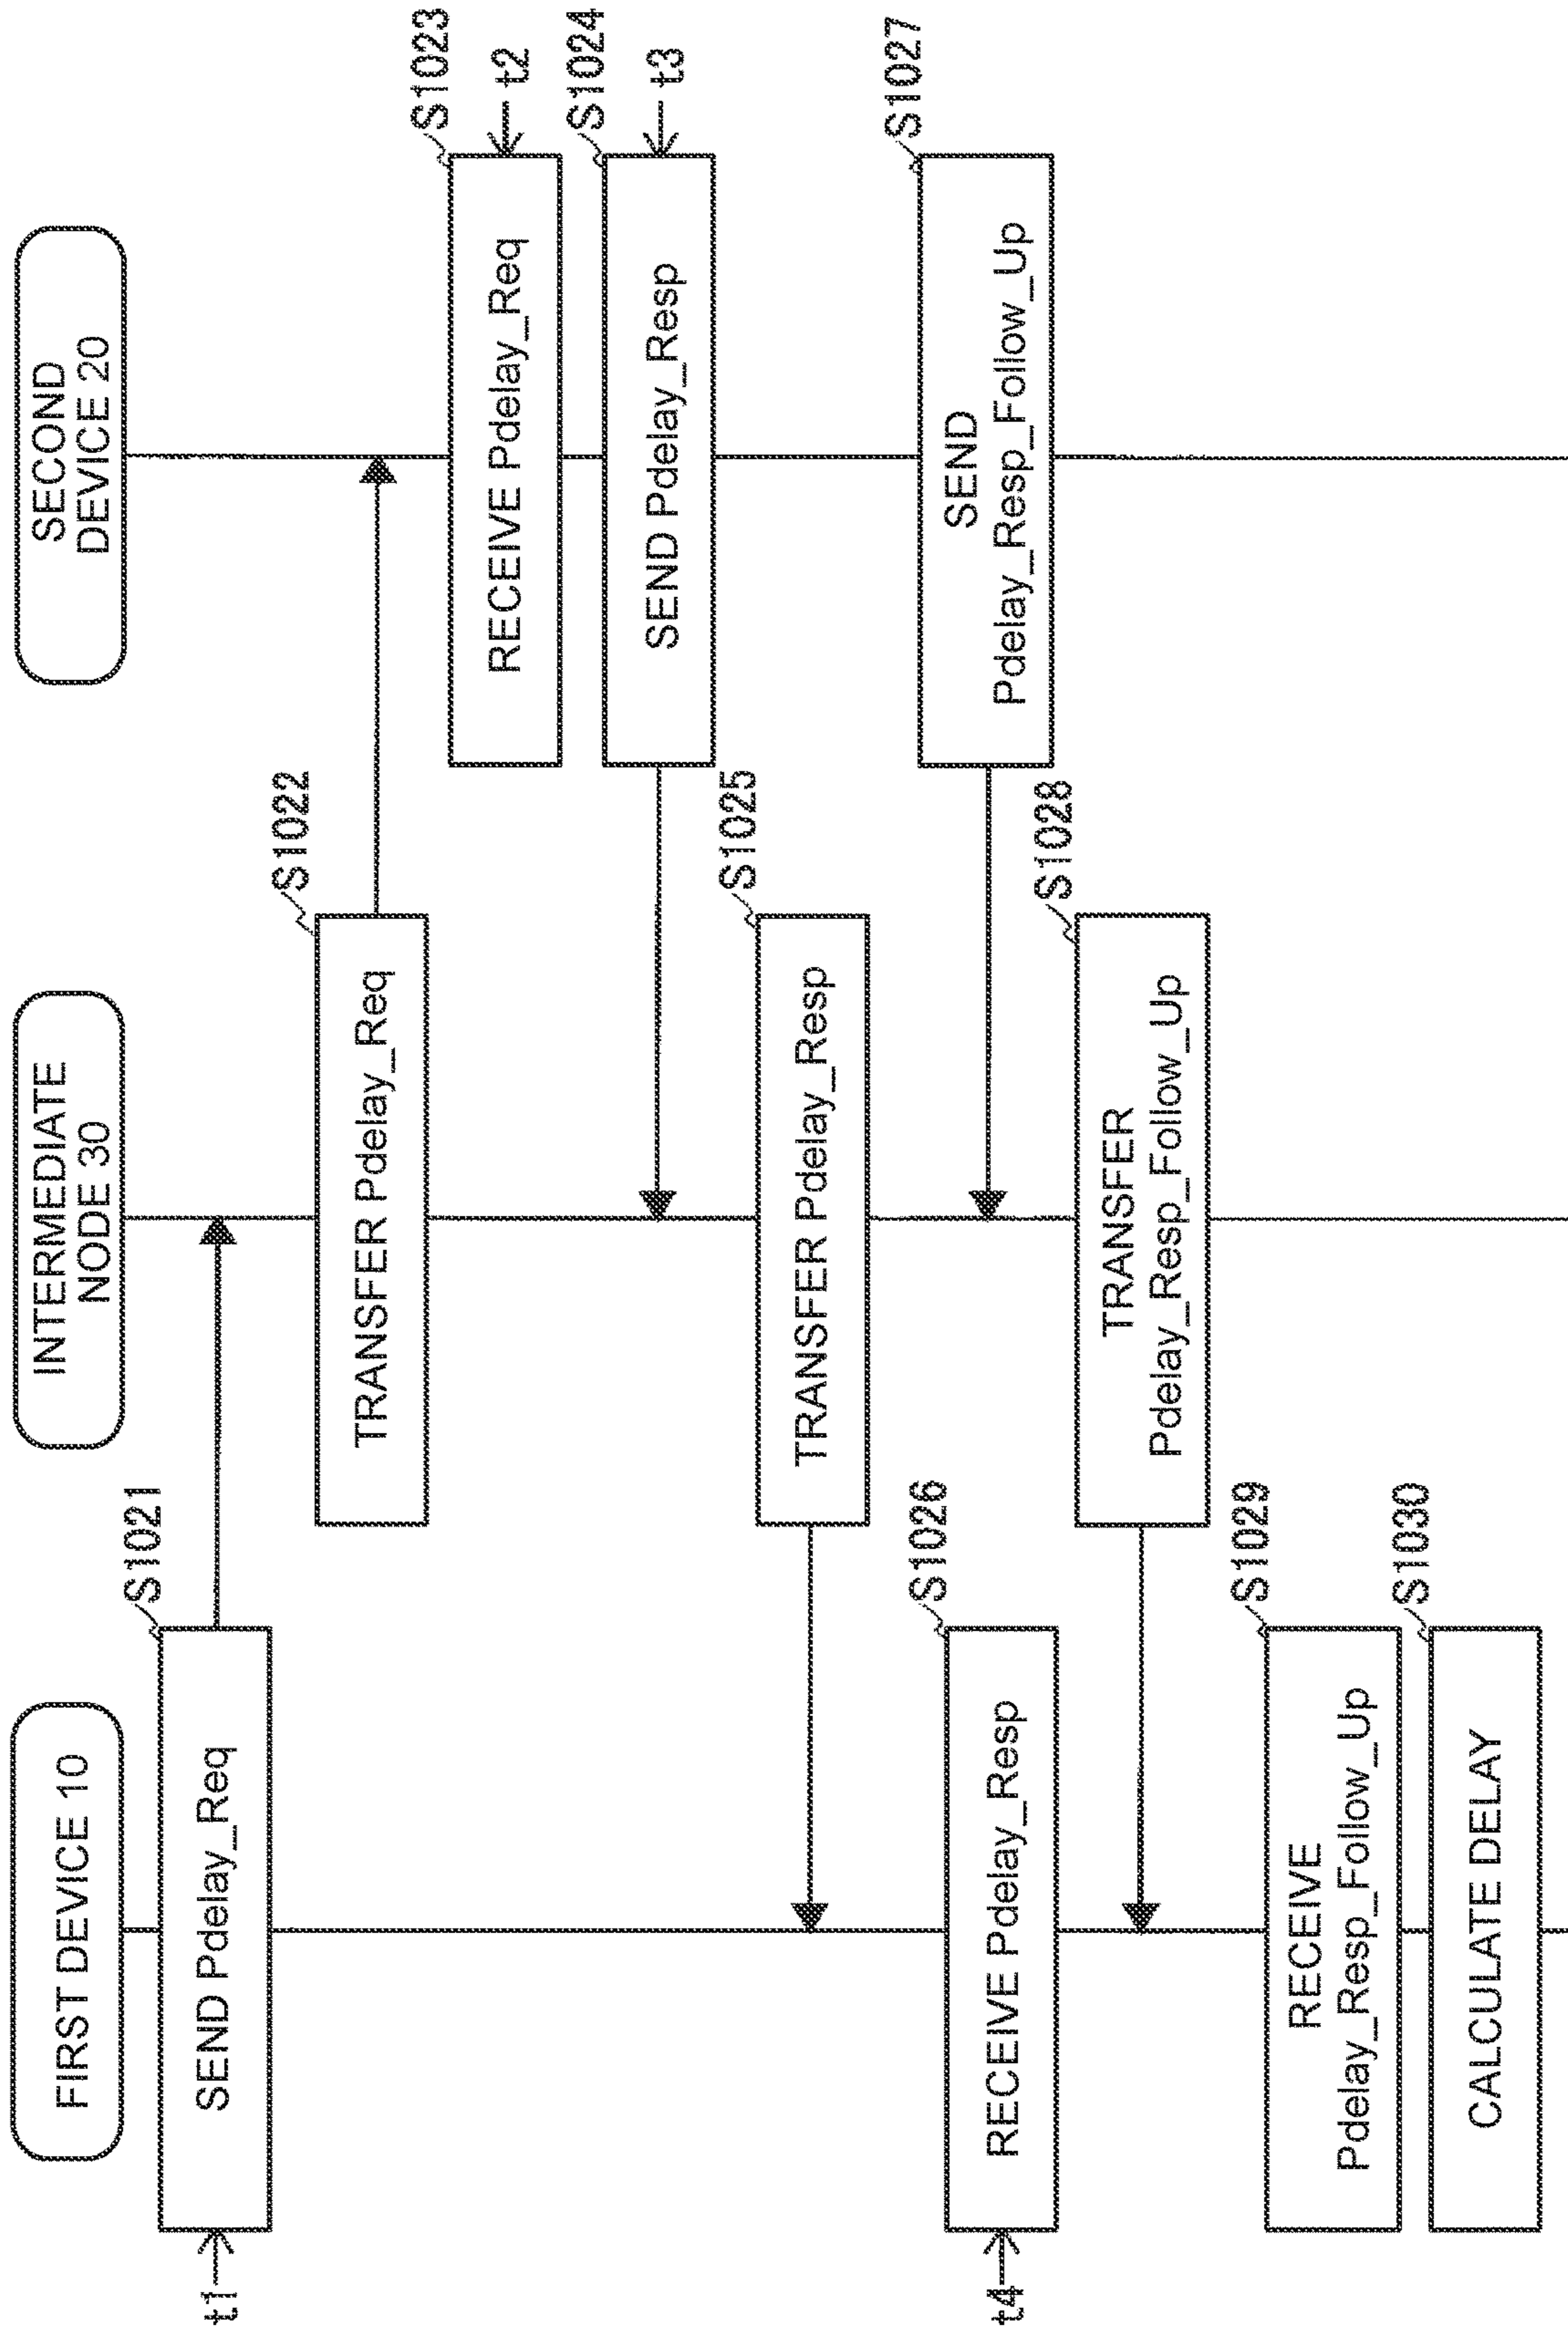 FIRST DEVICE 10
INTERMEDIATE
NODE 30
SECOND
DEVICE 20
S1021
t1
SEND Pdelay_Req
S1022
TRANSFER Pdelay_Req
S1023
RECEIVE Pdelay_Req
t2
S1024
SEND Pdelay_Resp
t3
S1025
TRANSFER Pdelay_Resp
S1026
t4
RECEIVE Pdelay_Resp
S1027
SEND
Pdelay_Resp_Follow_Up
S1028
TRANSFER
Pdelay_Resp_Follow_Up
S1029
RECEIVE
Pdelay_Resp_Follow_Up
S1030
CALCULATE DELAY